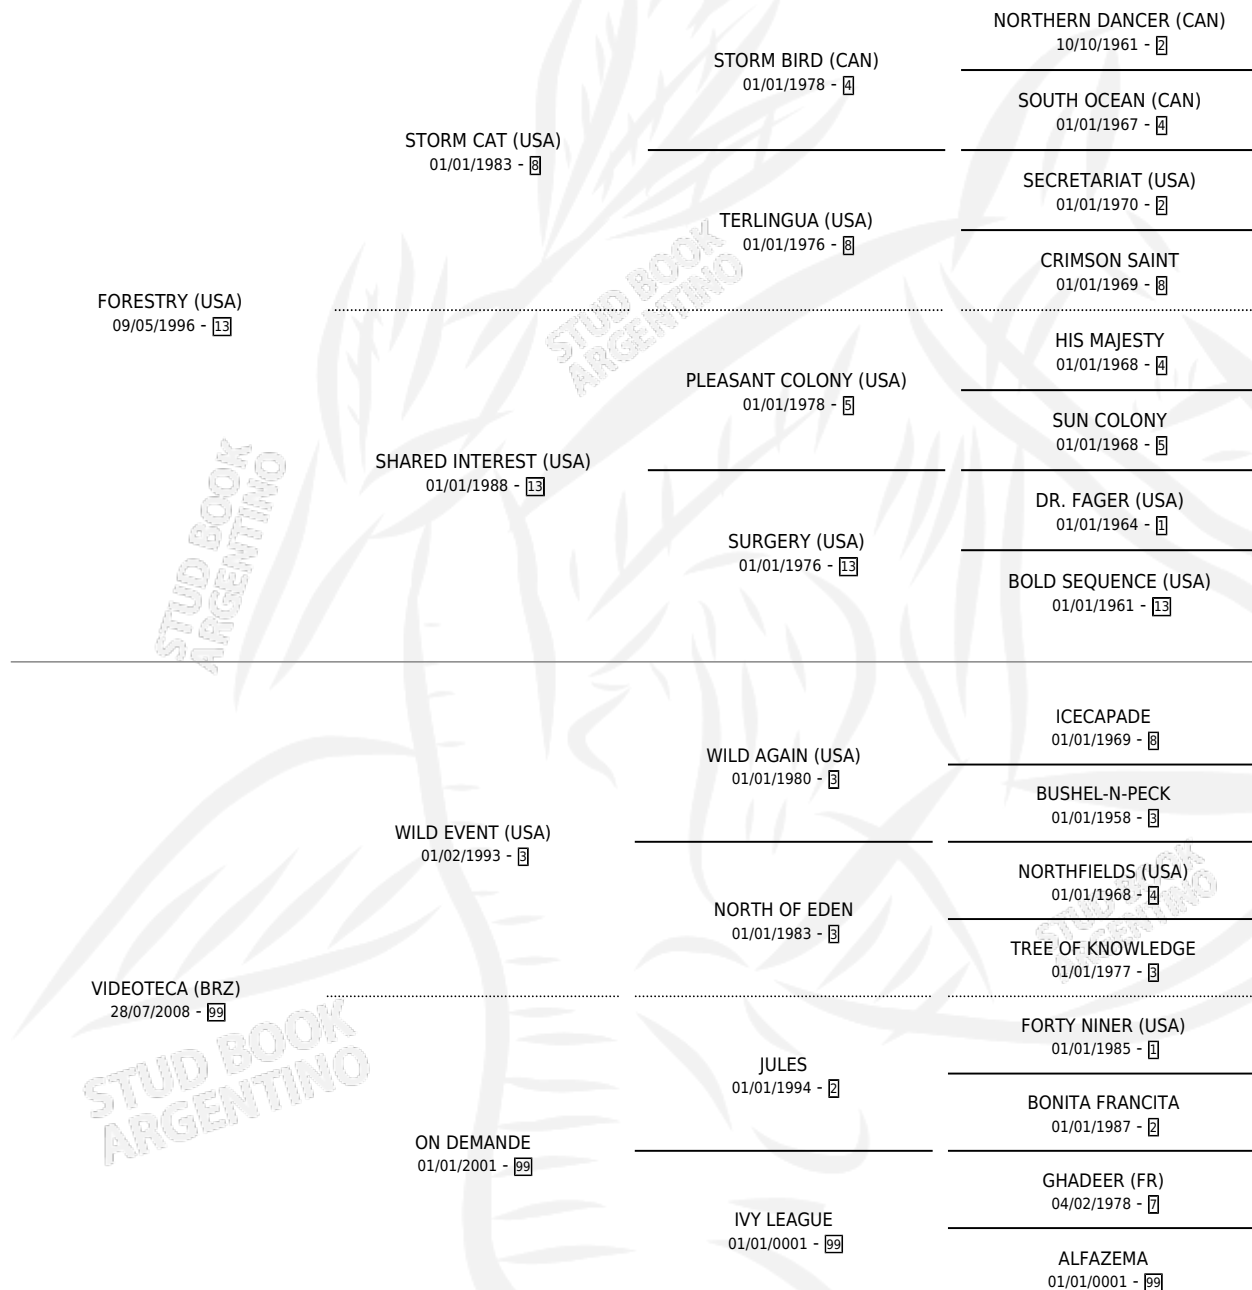 NORTHERN DANCER (CAN)
10/10/1961 - 2
STORM BIRD (CAN)
01/01/1978 - 4
SOUTH OCEAN (CAN)
01/01/1967 - 4
STORM CAT (USA)
01/01/1983 - 8
SECRETARIAT (USA)
01/01/1970 - 2
TERLINGUA (USA)
01/01/1976 - 8
CRIMSON SAINT
01/01/1969 - 8
FORESTRY (USA)
09/05/1996 - 13
HIS MAJESTY
01/01/1968 - 4
PLEASANT COLONY (USA)
01/01/1978 - 5
SUN COLONY
01/01/1968 - 5
SHARED INTEREST (USA)
01/01/1988 - 13
DR. FAGER (USA)
01/01/1964 - 1
SURGERY (USA)
01/01/1976 - 13
BOLD SEQUENCE (USA)
01/01/1961 - 13
ICECAPADE
01/01/1969 - 8
WILD AGAIN (USA)
01/01/1980 - 3
BUSHEL-N-PECK
01/01/1958 - 3
WILD EVENT (USA)
01/02/1993 - 3
NORTHFIELDS (USA)
01/01/1968 - 4
NORTH OF EDEN
01/01/1983 - 3
TREE OF KNOWLEDGE
01/01/1977 - 3
VIDEOTECA (BRZ)
28/07/2008 - 99
FORTY NINER (USA)
01/01/1985 - 1
JULES
01/01/1994 - 2
BONITA FRANCITA
01/01/1987 - 2
ON DEMANDE
01/01/2001 - 99
GHADEER (FR)
04/02/1978 - 7
IVY LEAGUE
01/01/0001 - 99
ALFAZEMA
01/01/0001 - 99
STUD BOOK
ARGENTINO
STUD BOOK
ARGENTINO
STUD BOOK
ARGENTINO
STUD BOOK
ARGENTINO